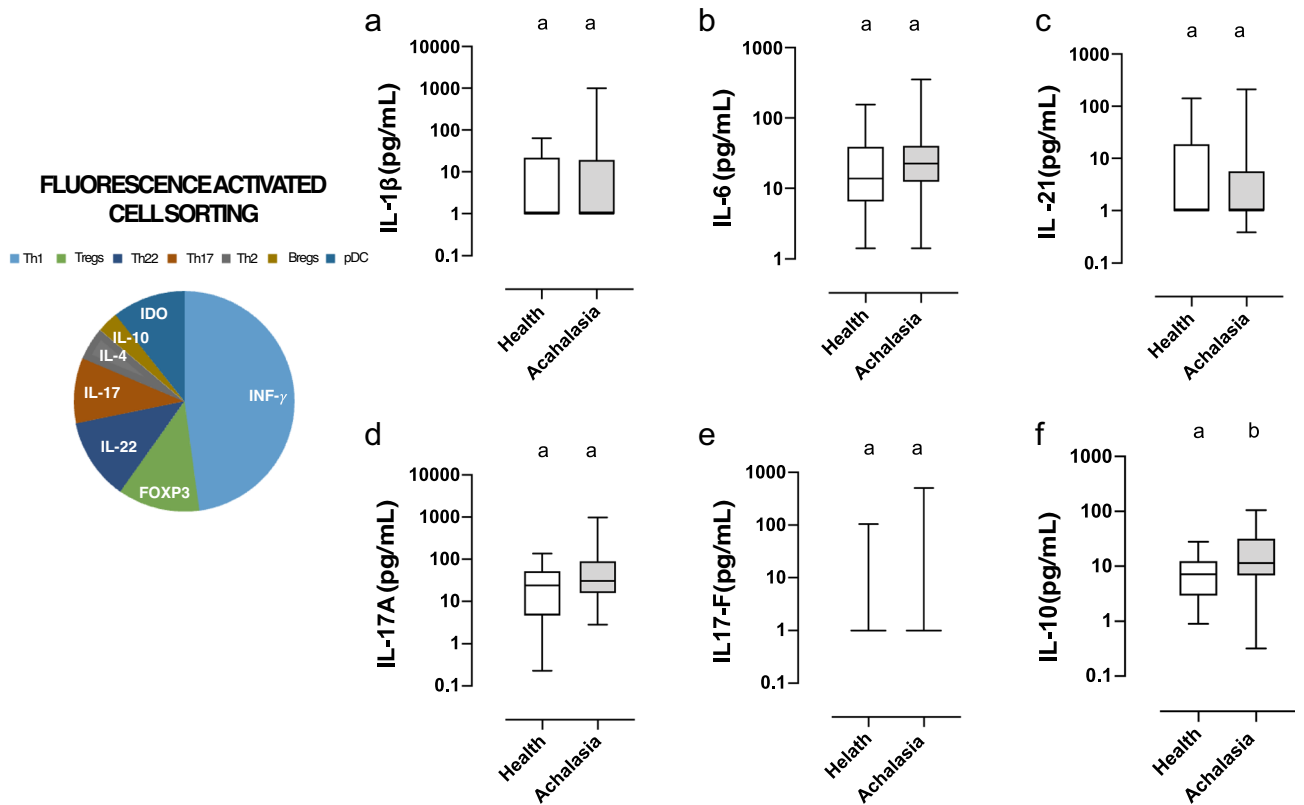 FLUORESCENCE ACTIVATED
CELL SORTING
Th1 Tregs Th22 Th17 Th2 Bregs pDC
IDO
IL-10
IL-4
IL-17
INF-γ
IL-22
FOXP3
a
a a
10000
1000
100
10
1
0.1
IL-1β(pg/mL)
Health
Acahalasia
b
a a
1000
100
10
1
IL-6(pg/mL)
Health
Achalasia
c
a a
1000
100
10
1
0.1
IL -21(pg/mL)
Health
Achalasia
d
a a
10000
1000
100
10
1
0.1
IL-17A(pg/mL)
Health
Achalasia
e
a a
1000
100
10
1
0.1
IL17-F(pg/mL)
Helath
Achalasia
f
a b
1000
100
10
1
0.1
IL-10(pg/mL)
Health
Achalasia